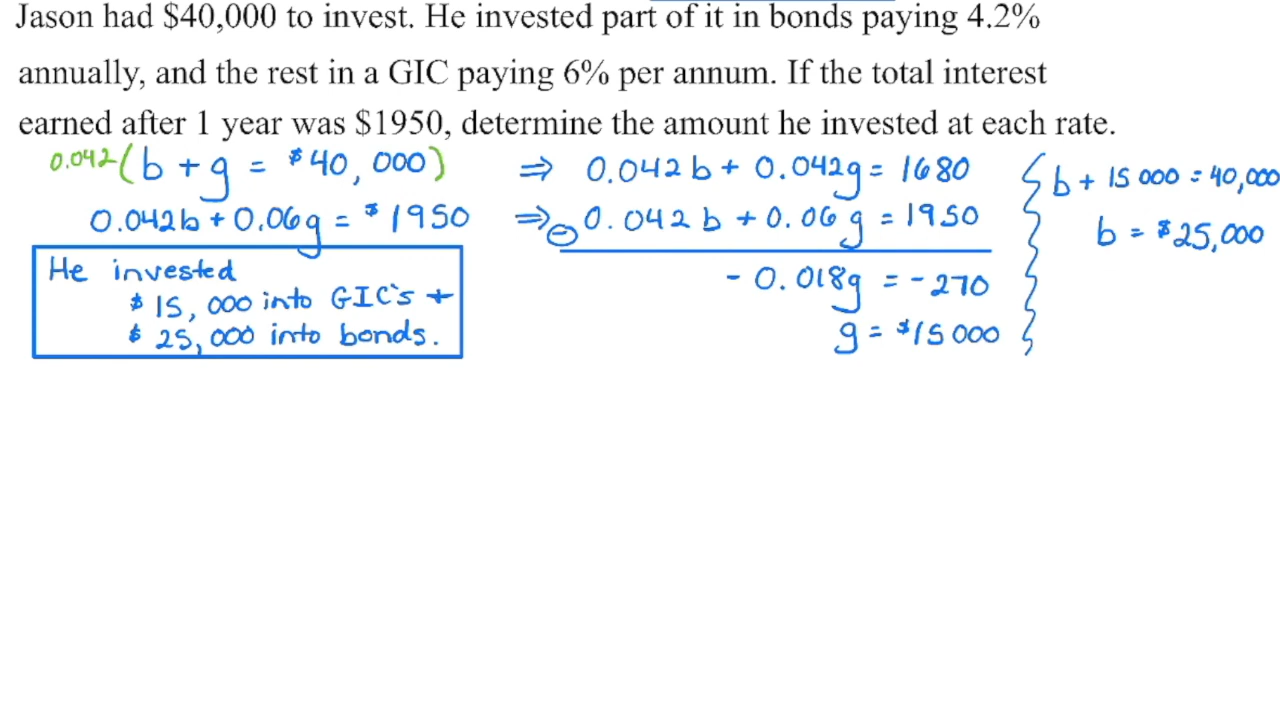 Jason had $40,000 to invest. He invested part of it in bonds paying 4.2%
annually, and the rest in a GIC paying 6% per annum. If the total interest
earned after 1 year was $1950, determine the amount he invested at each rate.
0.042(b + g = $40,000) ⇒ 0.042b + 0.042g = 1680
0.042b + 0.06g = $1950 ⇒ ⊖ 0.042b + 0.06g = 1950
- 0.018g = -270
g = $15 000
b + 15 000 = 40,000
b = $25,000
He invested
$15,000 into GIC's +
$25,000 into bonds.